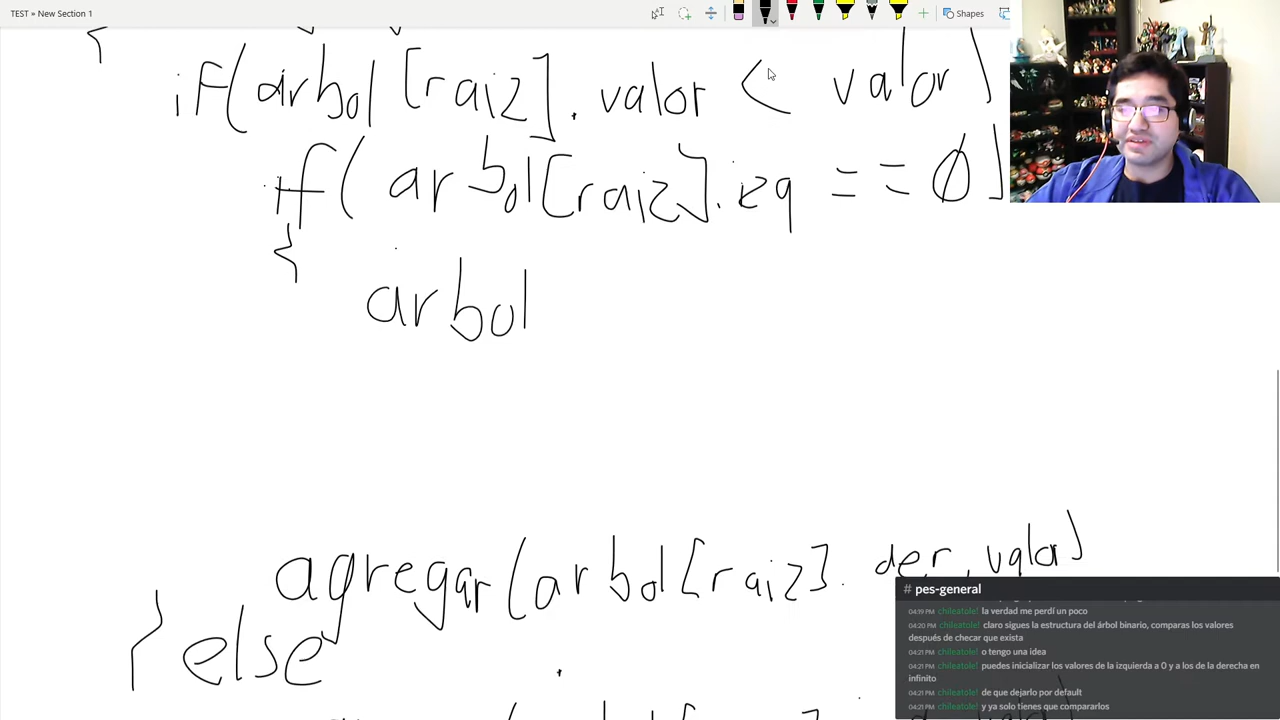 TEST » New Section 1
Shapes
{
if(arbol[raiz].valor < valor)
if(arbol[raiz].eq == 0)
{
arbol
agregar(arbol[raiz].der, valor)
} else
# pes-general
04:19 PM chileatole! la verdad me perdí un poco
04:20 PM chileatole! claro sigues la estructura del árbol binario, comparas los valores
después de checar que exista
04:21 PM chileatole! o tengo una idea
04:21 PM chileatole! puedes inicializar los valores de la izquierda a 0 y a los de la derecha en
infinito
04:21 PM chileatole! de que dejarlo por default
04:21 PM chileatole! y ya solo tienes que compararlos